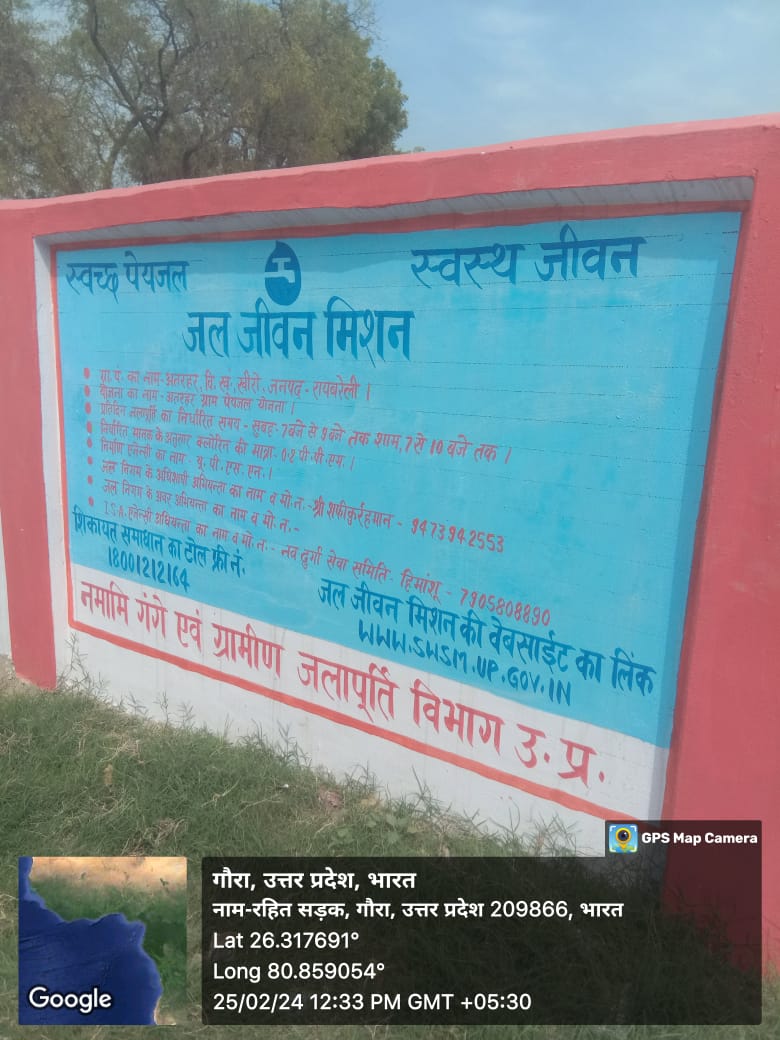 स्वच्छ पेयजल
स्वस्थ जीवन
जल जीवन मिशन
ग्रा. पं. का नाम - अतरहर, वि. खं. खीरों, जनपद - रायबरेली ।
योजना का नाम - अतरहर ग्राम पेयजल योजना ।
प्रतिदिन जलापूर्ति का निर्धारित समय - सुबह - 7 बजे से 9 बजे तक शाम, 7 से 10 बजे तक ।
निर्धारित मानक के अनुसार क्लोरिन की मात्रा 0.2 पी. पी. एम. ।
निर्माण एजेन्सी का नाम - यू. पी. एस. एन. ।
जल निगम के अधिशाषी अभियन्ता का नाम व मो. न. - श्री शफीकुर्रहमान - 9473942553
जल निगम के अवर अभियन्ता का नाम व मो. न. -
I.S.A. एजेन्सी अभियन्ता का नाम व मो. न. - नव दुर्गा सेवा समिति - हिमांशू - 7905808890
शिकायत समाधान का टोल फ्री नं.
18001212164
जल जीवन मिशन की वेबसाईट का लिंक
WWW.SWSM.UP.GOV.IN
नमामि गंगे एवं ग्रामीण जलापूर्ति विभाग उ. प्र.
GPS Map Camera
गौरा, उत्तर प्रदेश, भारत
नाम-रहित सड़क, गौरा, उत्तर प्रदेश 209866, भारत
Lat 26.317691°
Long 80.859054°
25/02/24 12:33 PM GMT +05:30
Google